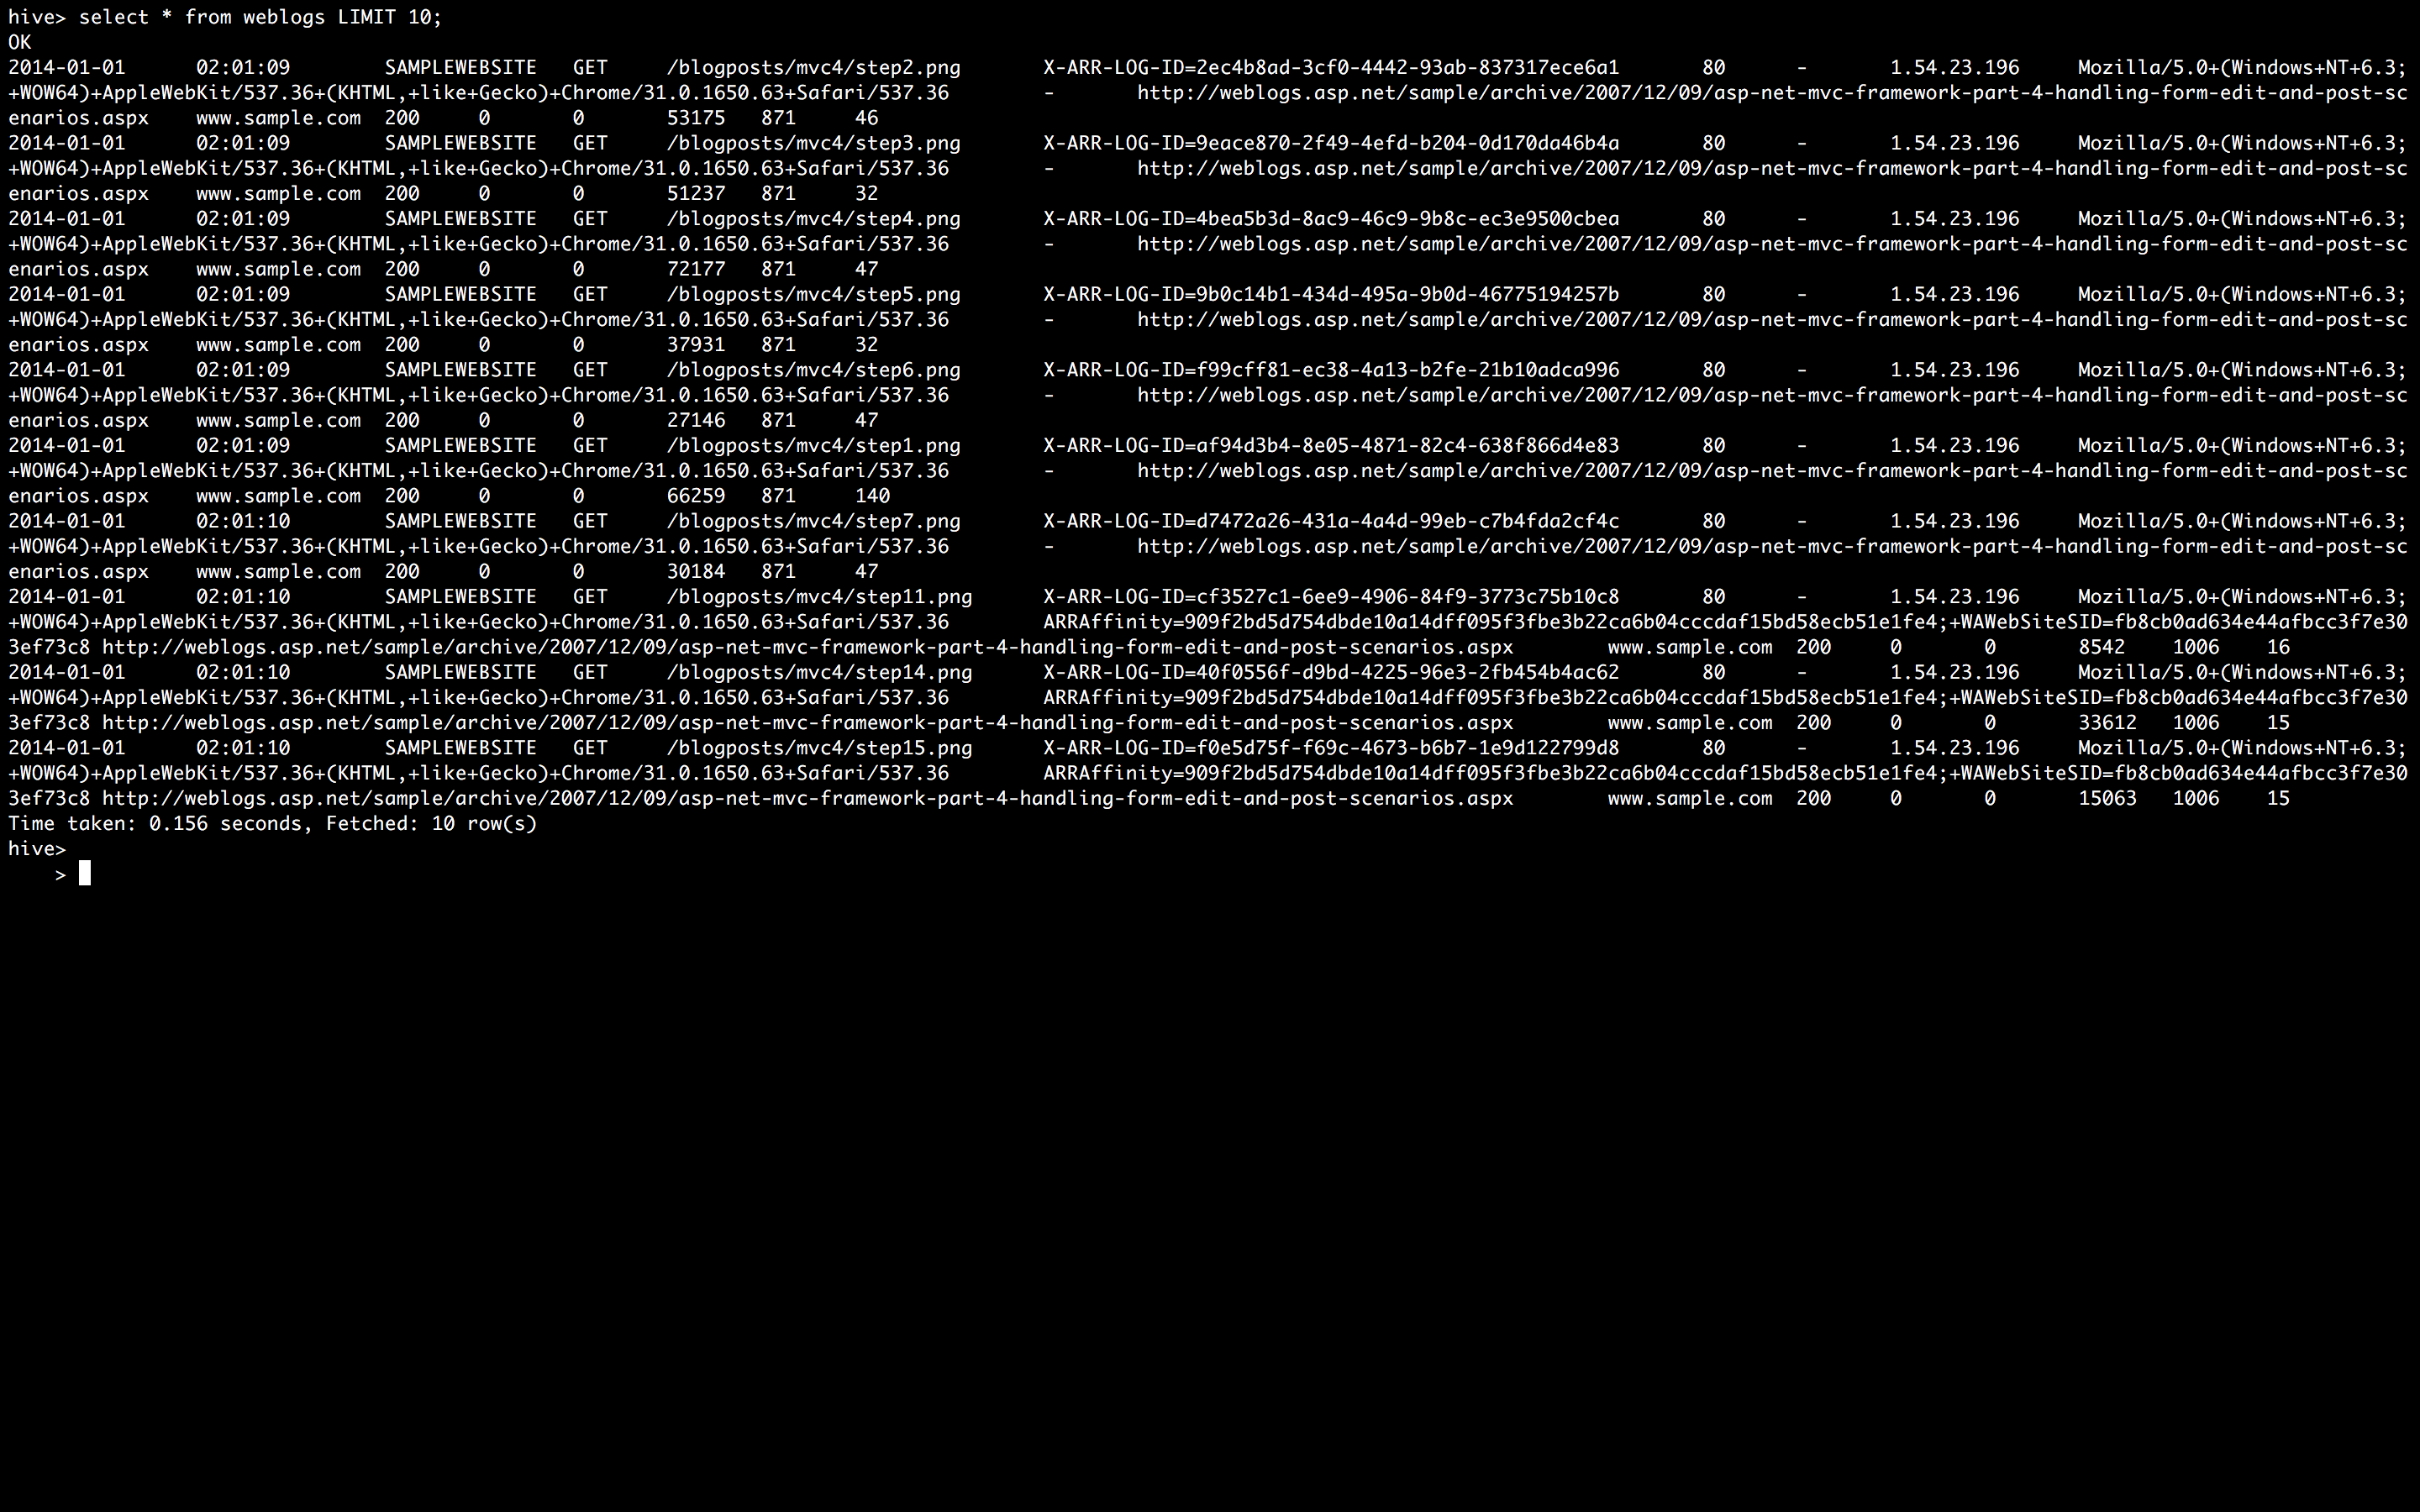 hive> select * from weblogs LIMIT 10;
OK
2014-01-01 02:01:09 SAMPLEWEBSITE GET /blogposts/mvc4/step2.png X-ARR-LOG-ID=2ec4b8ad-3cf0-4442-93ab-837317ece6a1 80 - 1.54.23.196 Mozilla/5.0+(Windows+NT+6.3;
+WOW64)+AppleWebKit/537.36+(KHTML,+like+Gecko)+Chrome/31.0.1650.63+Safari/537.36 - http://weblogs.asp.net/sample/archive/2007/12/09/asp-net-mvc-framework-part-4-handling-form-edit-and-post-sc
enarios.aspx www.sample.com 200 0 0 53175 871 46
2014-01-01 02:01:09 SAMPLEWEBSITE GET /blogposts/mvc4/step3.png X-ARR-LOG-ID=9eace870-2f49-4efd-b204-0d170da46b4a 80 - 1.54.23.196 Mozilla/5.0+(Windows+NT+6.3;
+WOW64)+AppleWebKit/537.36+(KHTML,+like+Gecko)+Chrome/31.0.1650.63+Safari/537.36 - http://weblogs.asp.net/sample/archive/2007/12/09/asp-net-mvc-framework-part-4-handling-form-edit-and-post-sc
enarios.aspx www.sample.com 200 0 0 51237 871 32
2014-01-01 02:01:09 SAMPLEWEBSITE GET /blogposts/mvc4/step4.png X-ARR-LOG-ID=4bea5b3d-8ac9-46c9-9b8c-ec3e9500cbea 80 - 1.54.23.196 Mozilla/5.0+(Windows+NT+6.3;
+WOW64)+AppleWebKit/537.36+(KHTML,+like+Gecko)+Chrome/31.0.1650.63+Safari/537.36 - http://weblogs.asp.net/sample/archive/2007/12/09/asp-net-mvc-framework-part-4-handling-form-edit-and-post-sc
enarios.aspx www.sample.com 200 0 0 72177 871 47
2014-01-01 02:01:09 SAMPLEWEBSITE GET /blogposts/mvc4/step5.png X-ARR-LOG-ID=9b0c14b1-434d-495a-9b0d-46775194257b 80 - 1.54.23.196 Mozilla/5.0+(Windows+NT+6.3;
+WOW64)+AppleWebKit/537.36+(KHTML,+like+Gecko)+Chrome/31.0.1650.63+Safari/537.36 - http://weblogs.asp.net/sample/archive/2007/12/09/asp-net-mvc-framework-part-4-handling-form-edit-and-post-sc
enarios.aspx www.sample.com 200 0 0 37931 871 32
2014-01-01 02:01:09 SAMPLEWEBSITE GET /blogposts/mvc4/step6.png X-ARR-LOG-ID=f99cff81-ec38-4a13-b2fe-21b10adca996 80 - 1.54.23.196 Mozilla/5.0+(Windows+NT+6.3;
+WOW64)+AppleWebKit/537.36+(KHTML,+like+Gecko)+Chrome/31.0.1650.63+Safari/537.36 - http://weblogs.asp.net/sample/archive/2007/12/09/asp-net-mvc-framework-part-4-handling-form-edit-and-post-sc
enarios.aspx www.sample.com 200 0 0 27146 871 47
2014-01-01 02:01:09 SAMPLEWEBSITE GET /blogposts/mvc4/step1.png X-ARR-LOG-ID=af94d3b4-8e05-4871-82c4-638f866d4e83 80 - 1.54.23.196 Mozilla/5.0+(Windows+NT+6.3;
+WOW64)+AppleWebKit/537.36+(KHTML,+like+Gecko)+Chrome/31.0.1650.63+Safari/537.36 - http://weblogs.asp.net/sample/archive/2007/12/09/asp-net-mvc-framework-part-4-handling-form-edit-and-post-sc
enarios.aspx www.sample.com 200 0 0 66259 871 140
2014-01-01 02:01:10 SAMPLEWEBSITE GET /blogposts/mvc4/step7.png X-ARR-LOG-ID=d7472a26-431a-4a4d-99eb-c7b4fda2cf4c 80 - 1.54.23.196 Mozilla/5.0+(Windows+NT+6.3;
+WOW64)+AppleWebKit/537.36+(KHTML,+like+Gecko)+Chrome/31.0.1650.63+Safari/537.36 - http://weblogs.asp.net/sample/archive/2007/12/09/asp-net-mvc-framework-part-4-handling-form-edit-and-post-sc
enarios.aspx www.sample.com 200 0 0 30184 871 47
2014-01-01 02:01:10 SAMPLEWEBSITE GET /blogposts/mvc4/step11.png X-ARR-LOG-ID=cf3527c1-6ee9-4906-84f9-3773c75b10c8 80 - 1.54.23.196 Mozilla/5.0+(Windows+NT+6.3;
+WOW64)+AppleWebKit/537.36+(KHTML,+like+Gecko)+Chrome/31.0.1650.63+Safari/537.36 ARRAffinity=909f2bd5d754dbde10a14dff095f3fbe3b22ca6b04cccdaf15bd58ecb51e1fe4;+WAWebSiteSID=fb8cb0ad634e44afbcc3f7e30
3ef73c8 http://weblogs.asp.net/sample/archive/2007/12/09/asp-net-mvc-framework-part-4-handling-form-edit-and-post-scenarios.aspx www.sample.com 200 0 0 8542 1006 16
2014-01-01 02:01:10 SAMPLEWEBSITE GET /blogposts/mvc4/step14.png X-ARR-LOG-ID=40f0556f-d9bd-4225-96e3-2fb454b4ac62 80 - 1.54.23.196 Mozilla/5.0+(Windows+NT+6.3;
+WOW64)+AppleWebKit/537.36+(KHTML,+like+Gecko)+Chrome/31.0.1650.63+Safari/537.36 ARRAffinity=909f2bd5d754dbde10a14dff095f3fbe3b22ca6b04cccdaf15bd58ecb51e1fe4;+WAWebSiteSID=fb8cb0ad634e44afbcc3f7e30
3ef73c8 http://weblogs.asp.net/sample/archive/2007/12/09/asp-net-mvc-framework-part-4-handling-form-edit-and-post-scenarios.aspx www.sample.com 200 0 0 33612 1006 15
2014-01-01 02:01:10 SAMPLEWEBSITE GET /blogposts/mvc4/step15.png X-ARR-LOG-ID=f0e5d75f-f69c-4673-b6b7-1e9d122799d8 80 - 1.54.23.196 Mozilla/5.0+(Windows+NT+6.3;
+WOW64)+AppleWebKit/537.36+(KHTML,+like+Gecko)+Chrome/31.0.1650.63+Safari/537.36 ARRAffinity=909f2bd5d754dbde10a14dff095f3fbe3b22ca6b04cccdaf15bd58ecb51e1fe4;+WAWebSiteSID=fb8cb0ad634e44afbcc3f7e30
3ef73c8 http://weblogs.asp.net/sample/archive/2007/12/09/asp-net-mvc-framework-part-4-handling-form-edit-and-post-scenarios.aspx www.sample.com 200 0 0 15063 1006 15
Time taken: 0.156 seconds, Fetched: 10 row(s)
hive>
>